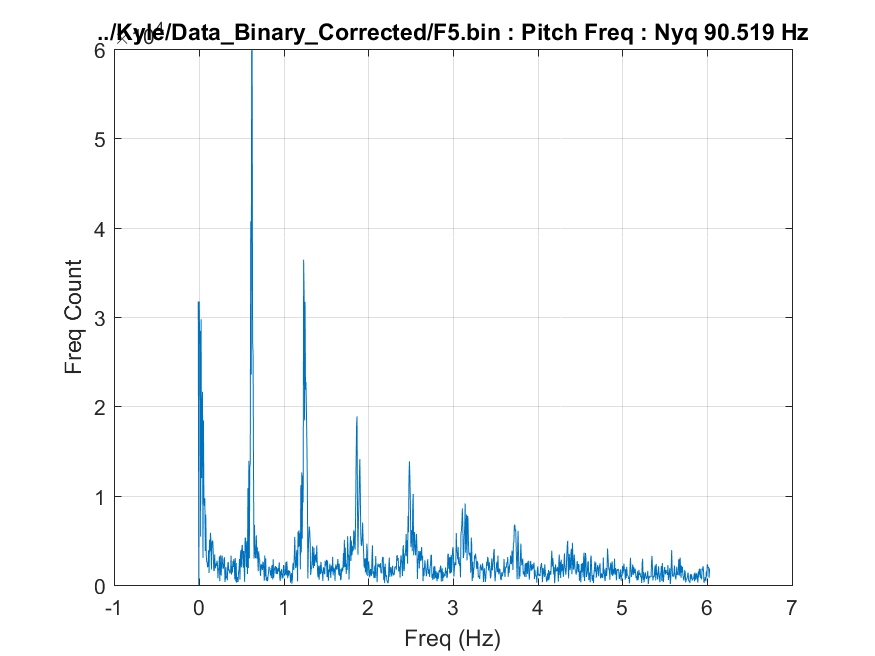 ../Kyle/Data_Binary_Corrected/F5.bin : Pitch Freq : Nyq 90.519 Hz
×10⁴
6
5
4
3
2
1
0
Freq Count
-1 0 1 2 3 4 5 6 7
Freq (Hz)